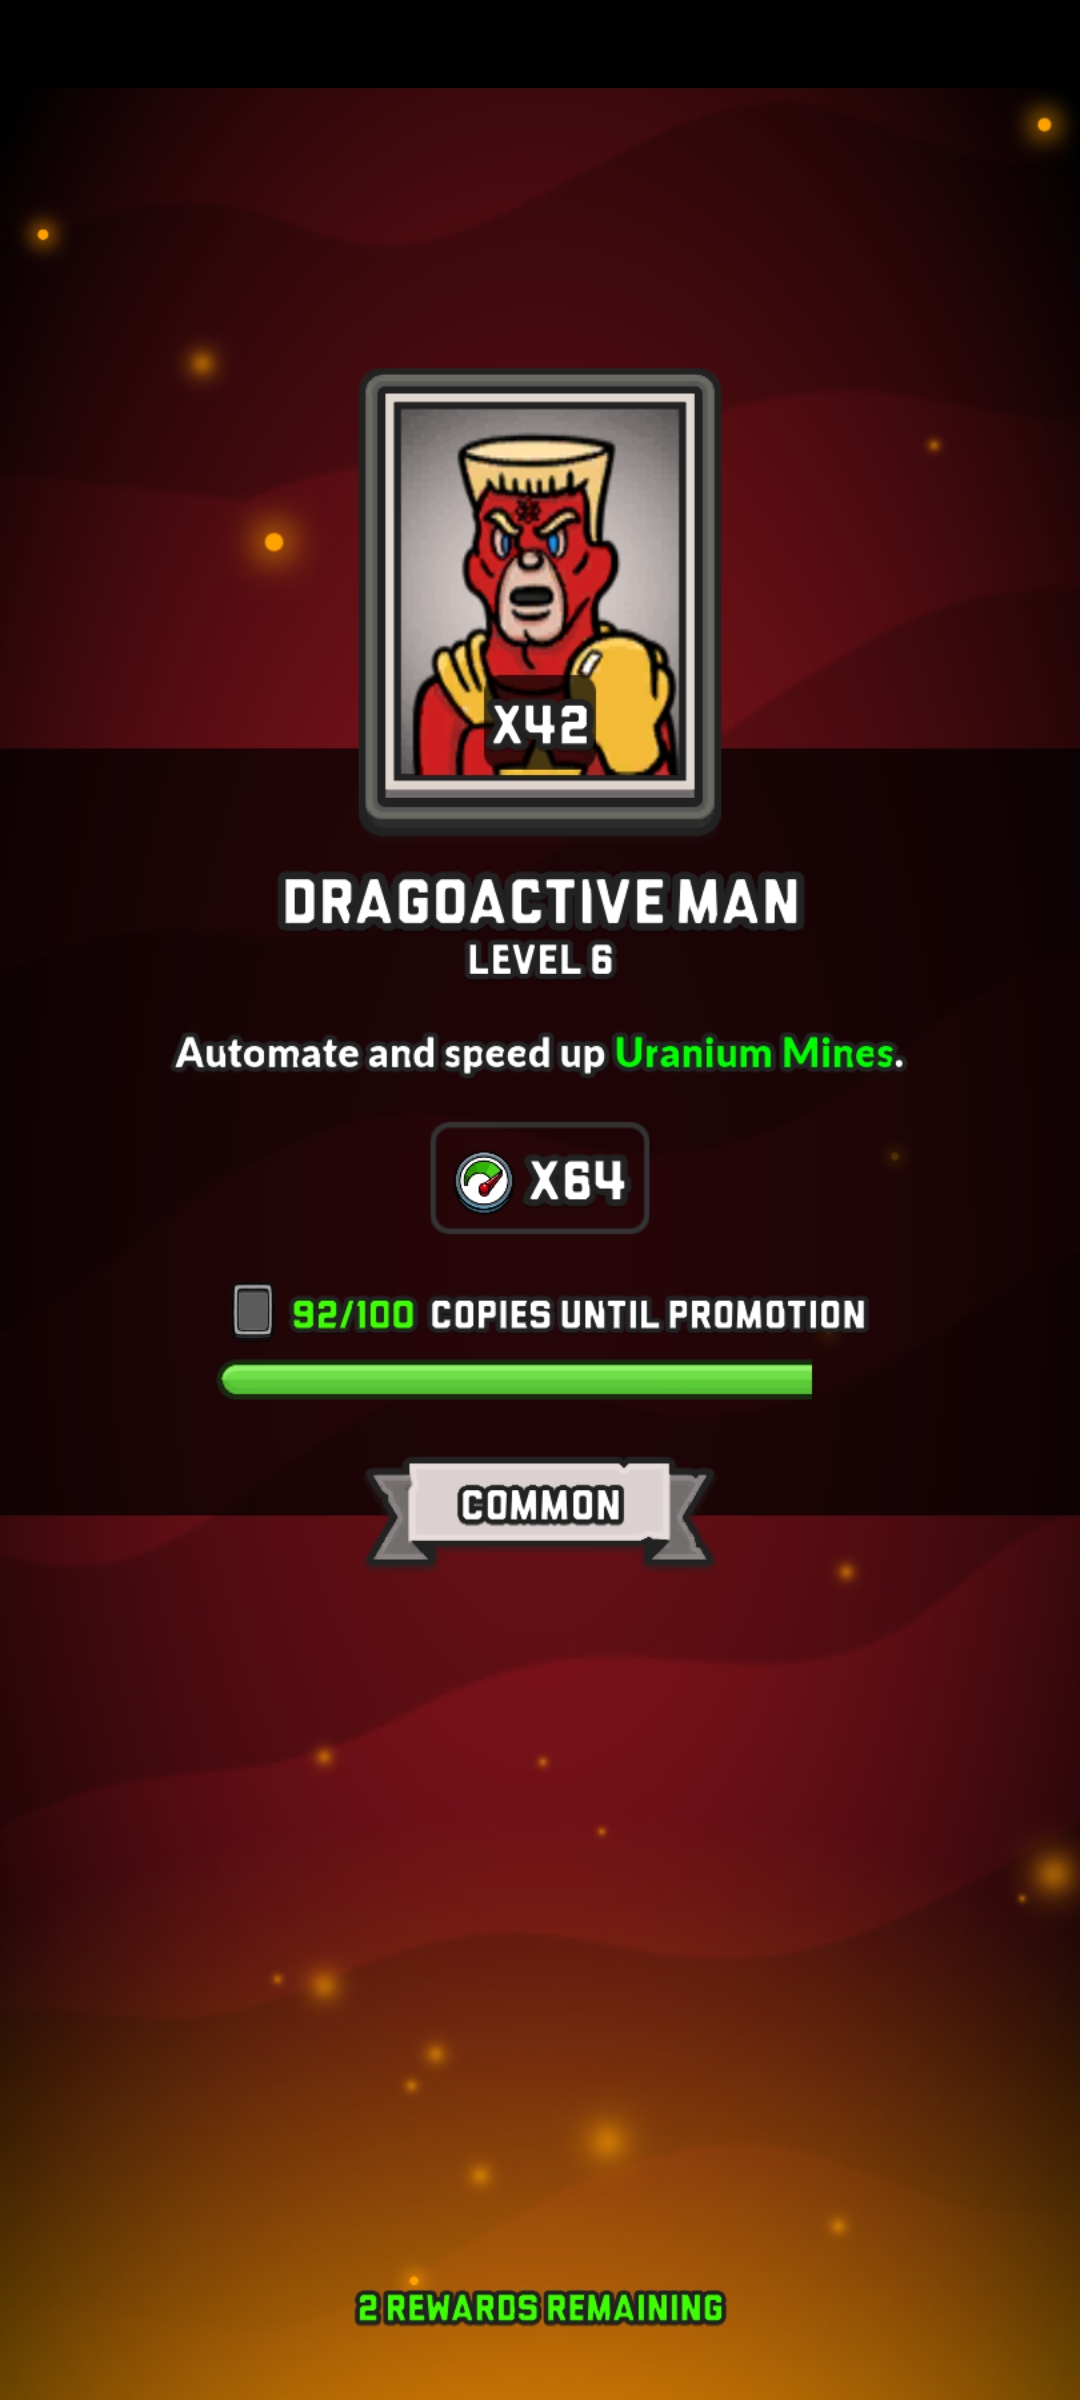 X42
DRAGOACTIVE MAN
LEVEL 6
Automate and speed up Uranium Mines.
X64
92/100 COPIES UNTIL PROMOTION
COMMON
2 REWARDS REMAINING